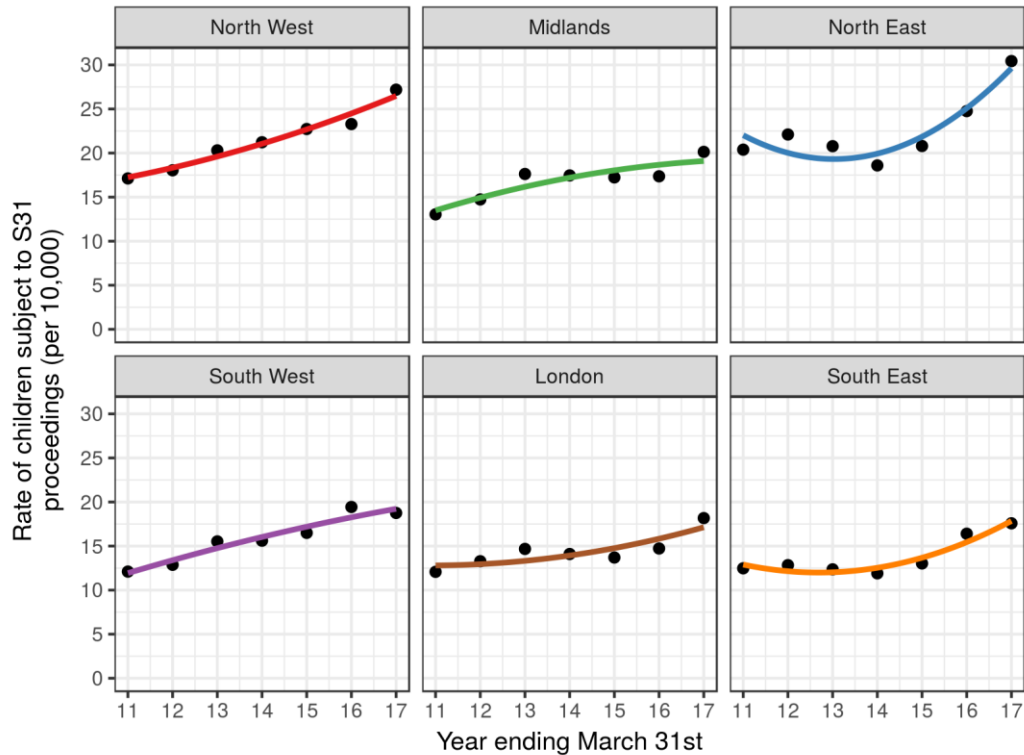 North West
Midlands
North East
30
25
20
15
10
5
0
Rate of children subject to S31
proceedings (per 10,000)
South West
London
South East
30
25
20
15
10
5
0
11 12 13 14 15 16 17
11 12 13 14 15 16 17
11 12 13 14 15 16 17
Year ending March 31st